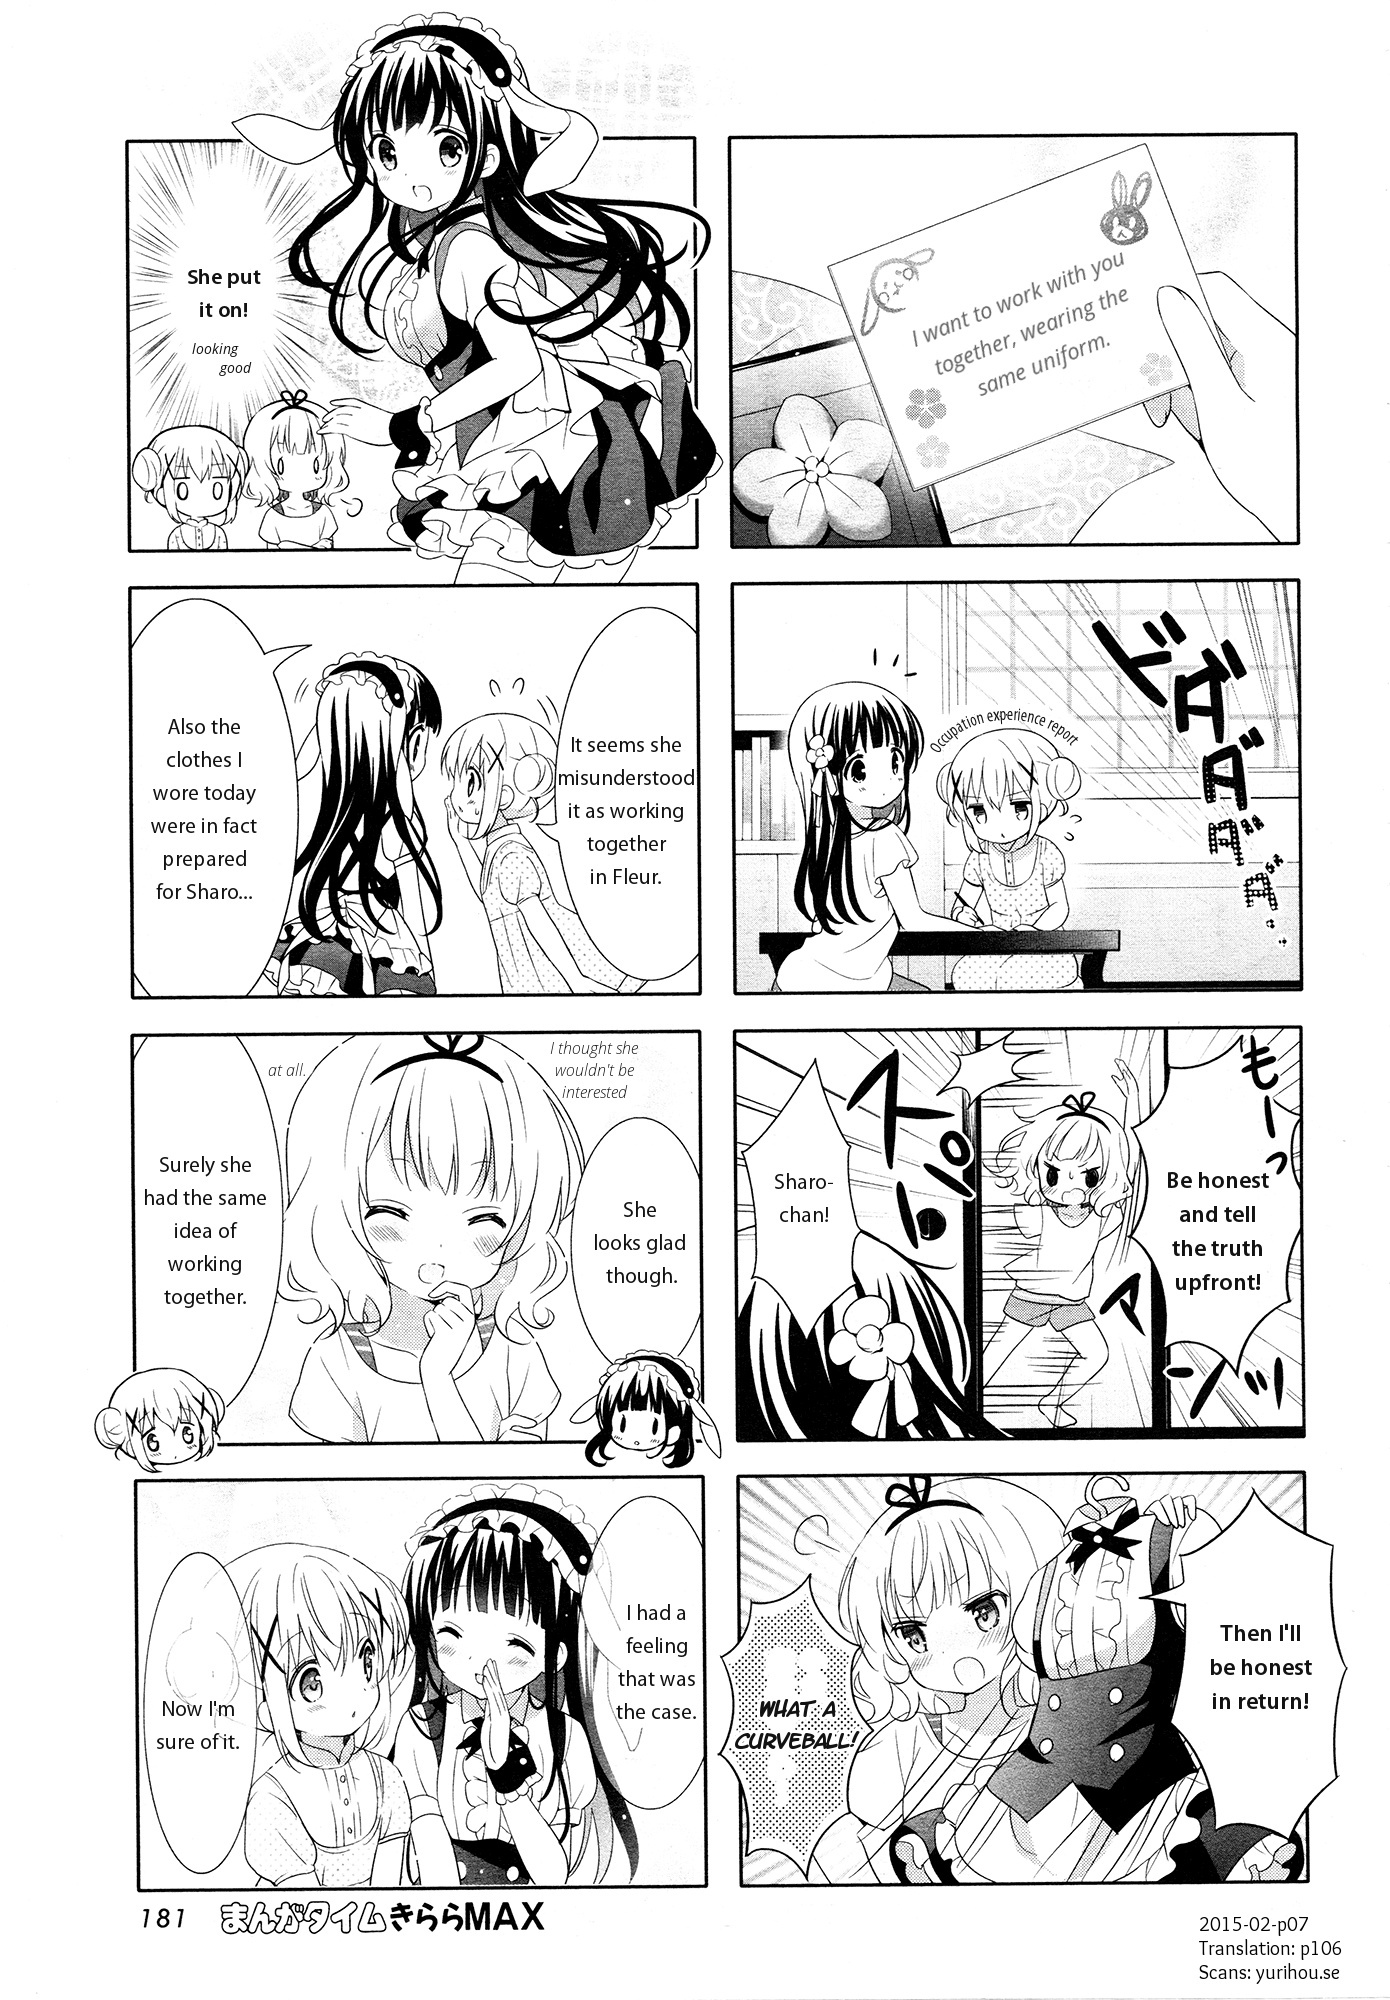 I want to work with you
together, wearing the
same uniform.
ドドダダダダ...
Occupation experience report
もーっ
Be honest
and tell
the truth
upfront!
スパーンッ
Sharo-
chan!
Then I'll
be honest
in return!
WHAT A
CURVEBALL!
She put
it on!
looking
good
It seems she
misunderstood
it as working
together
in Fleur.
Also the
clothes I
wore today
were in fact
prepared
for Sharo...
I thought she
wouldn't be
interested
at all.
She
looks glad
though.
Surely she
had the same
idea of
working
together.
I had a
feeling
that was
the case.
Now I'm
sure of it.
181 まんがタイムきららMAX
2015-02-p07
Translation: p106
Scans: yurihou.se